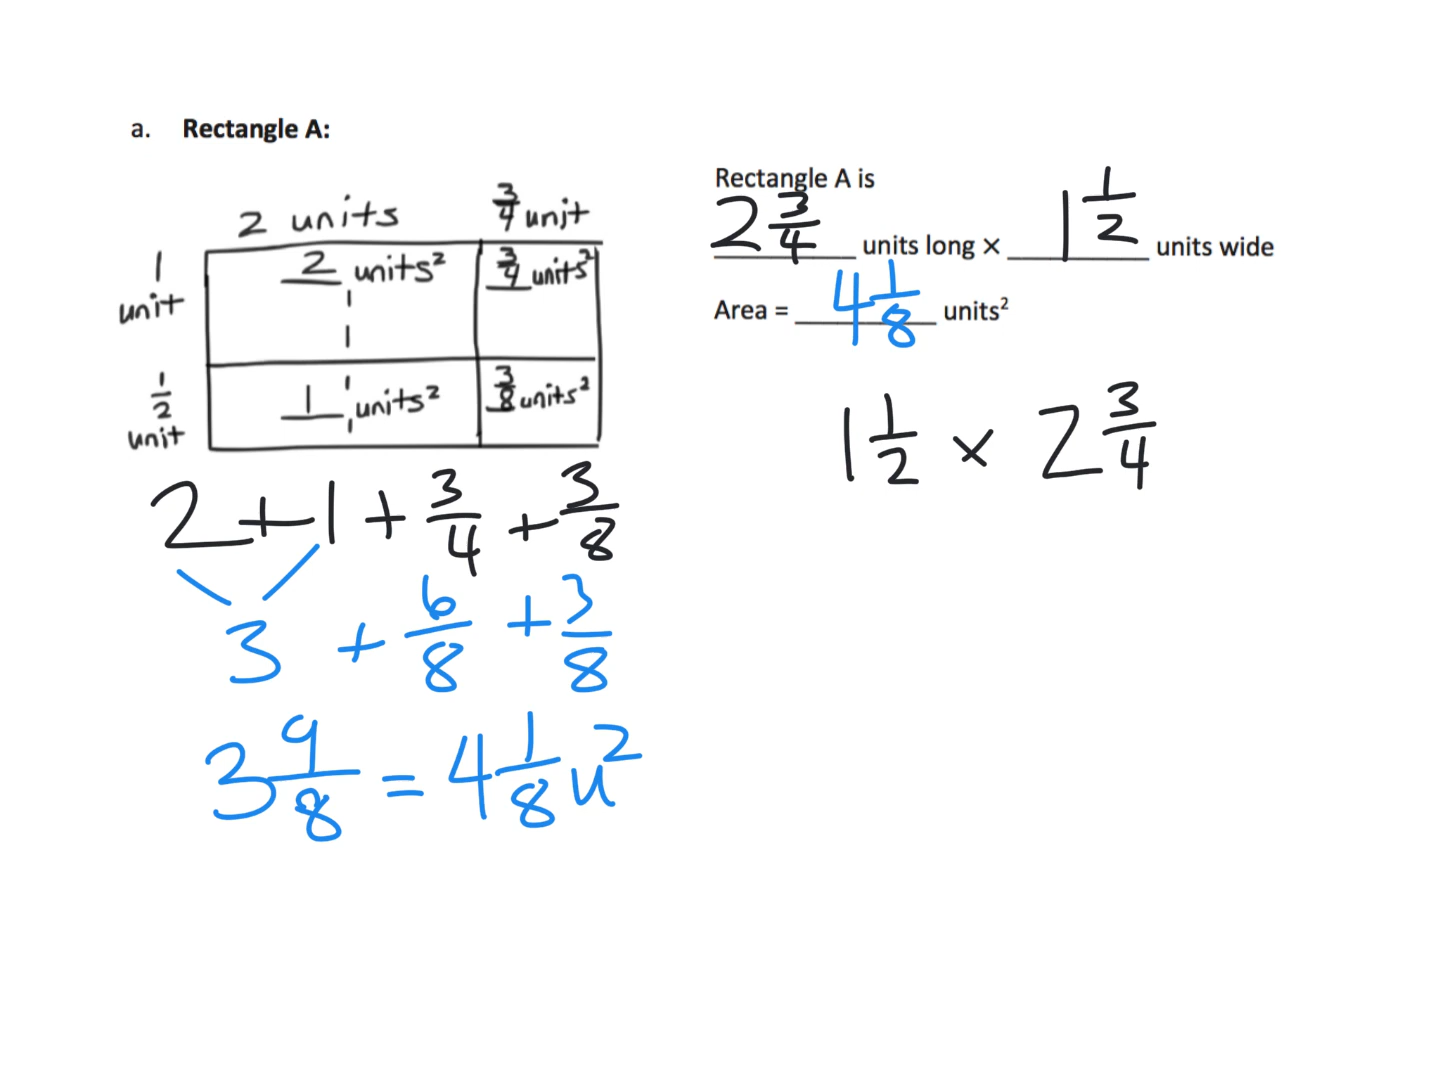 a. Rectangle A:
2 units 3/4 unit
1 unit
2 units² 3/4 units²
1/2 unit
1 units² 3/8 units²
2 + 1 + 3/4 + 3/8
3 + 6/8 + 3/8
3 9/8 = 4 1/8 u²
Rectangle A is
2 3/4 units long × 1 1/2 units wide
Area = 4 1/8 units²
1 1/2 × 2 3/4